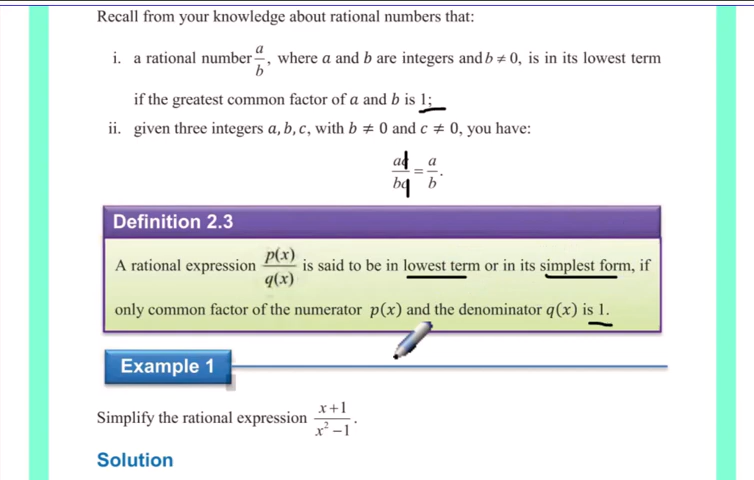 Recall from your knowledge about rational numbers that:
i. a rational number a/b, where a and b are integers and b ≠ 0, is in its lowest term
if the greatest common factor of a and b is 1;
ii. given three integers a, b, c, with b ≠ 0 and c ≠ 0, you have:
ac/bc = a/b.
Definition 2.3
A rational expression p(x)/q(x) is said to be in lowest term or in its simplest form, if
only common factor of the numerator p(x) and the denominator q(x) is 1.
Example 1
Simplify the rational expression x+1/x²−1.
Solution